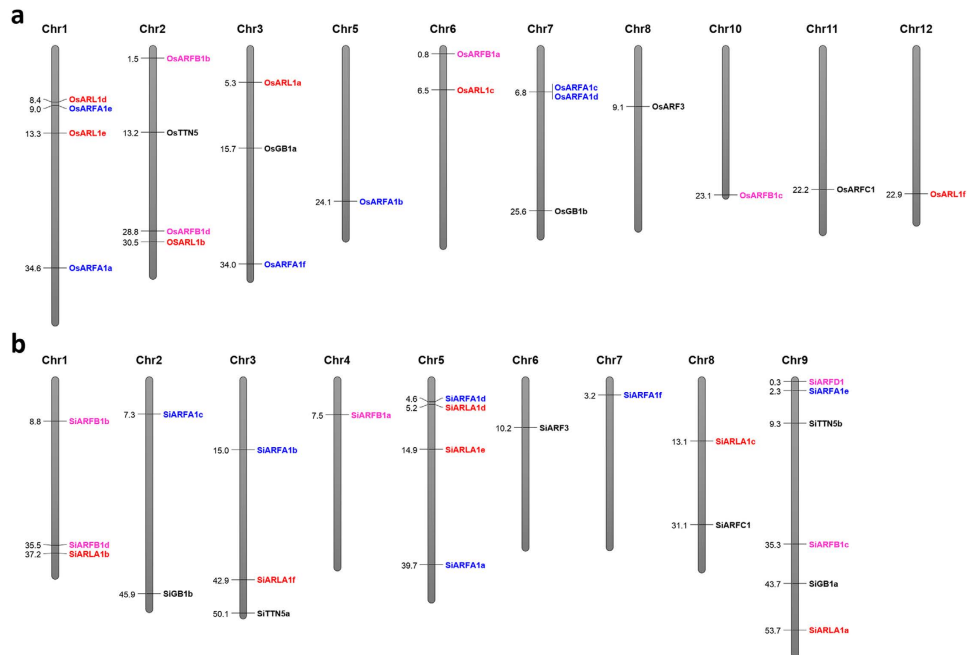 a
Chr1 Chr2 Chr3 Chr5 Chr6 Chr7 Chr8 Chr10 Chr11 Chr12
8.4 OsARL1d
9.0 OsARFA1e
13.3 OsARL1e
34.6 OsARFA1a
1.5 OsARFB1b
13.2 OsTTN5
28.8 OsARFB1d
30.5 OSARL1b
5.3 OsARL1a
15.7 OsGB1a
34.0 OsARFA1f
24.1 OsARFA1b
0.8 OsARFB1a
6.5 OsARL1c
6.8 OsARFA1c
OsARFA1d
25.6 OsGB1b
9.1 OsARF3
23.1 OsARFB1c
22.2 OsARFC1
22.9 OsARL1f
b
Chr1 Chr2 Chr3 Chr4 Chr5 Chr6 Chr7 Chr8 Chr9
8.8 SiARFB1b
35.5 SiARFB1d
37.2 SiARLA1b
7.3 SiARFA1c
45.9 SiGB1b
15.0 SiARFA1b
42.9 SiARLA1f
50.1 SiTTN5a
7.5 SiARFB1a
4.6 SiARFA1d
5.2 SiARLA1d
14.9 SiARLA1e
39.7 SiARFA1a
10.2 SiARF3
3.2 SiARFA1f
13.1 SiARLA1c
31.1 SiARFC1
0.3 SiARFD1
2.3 SiARFA1e
9.3 SiTTN5b
35.3 SiARFB1c
43.7 SiGB1a
53.7 SiARLA1a